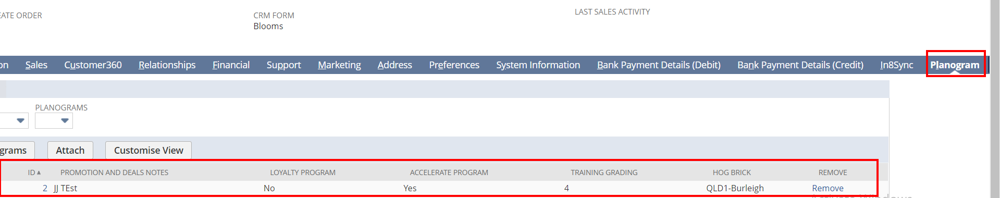 EATE ORDER
CRM FORM
Blooms
LAST SALES ACTIVITY
on Sales Customer360 Relationships Financial Support Marketing Address Preferences System Information Bank Payment Details (Debit) Bank Payment Details (Credit) In8Sync Planogram
PLANOGRAMS
grams Attach Customise View
ID PROMOTION AND DEALS NOTES LOYALTY PROGRAM ACCELERATE PROGRAM TRAINING GRADING HOG BRICK REMOVE
2 JJ TEst No Yes 4 QLD1-Burleigh Remove